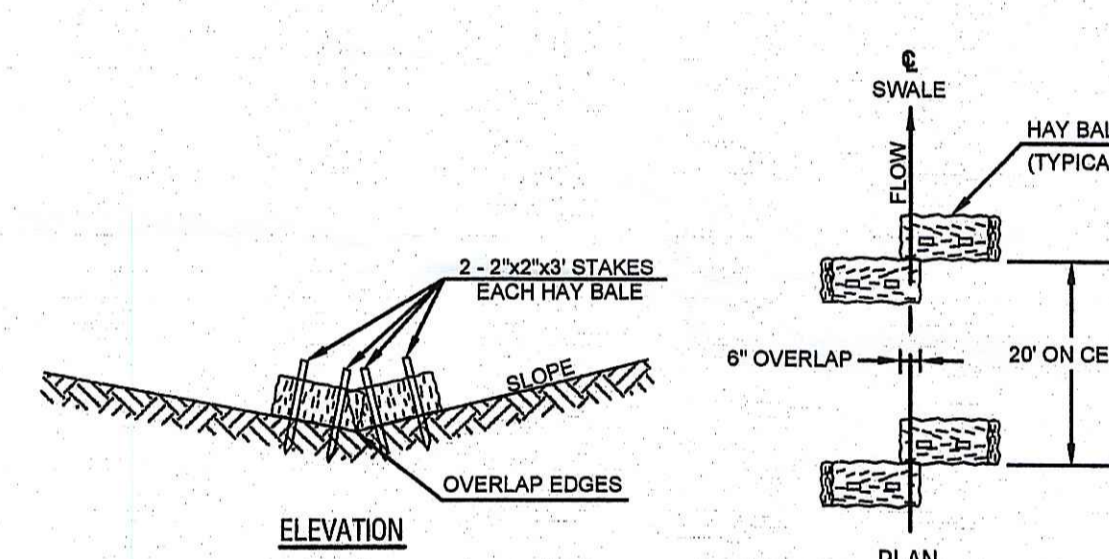 2 - 2"x2"x3' STAKES
EACH HAY BALE
SLOPE
OVERLAP EDGES
ELEVATION
℄
SWALE
FLOW
HAY BAL
(TYPICA
6" OVERLAP
20' ON CE
PLAN